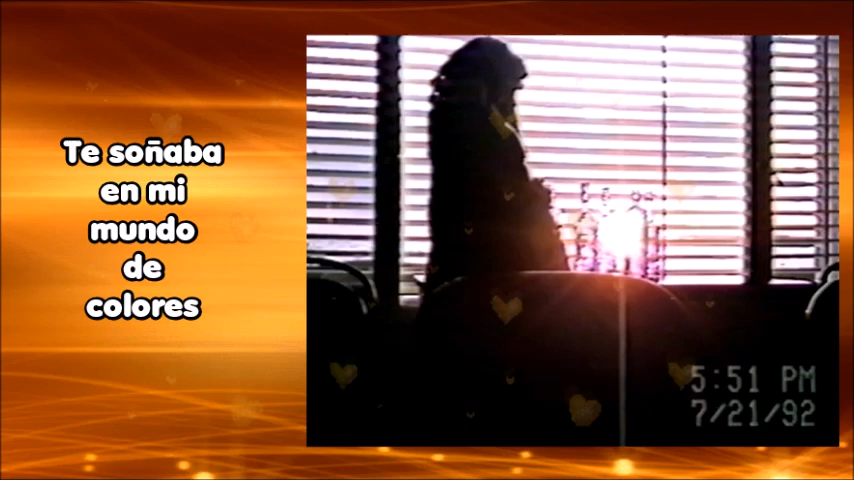 Te soñaba
en mi
mundo
de
colores
5:51 PM
7/21/92